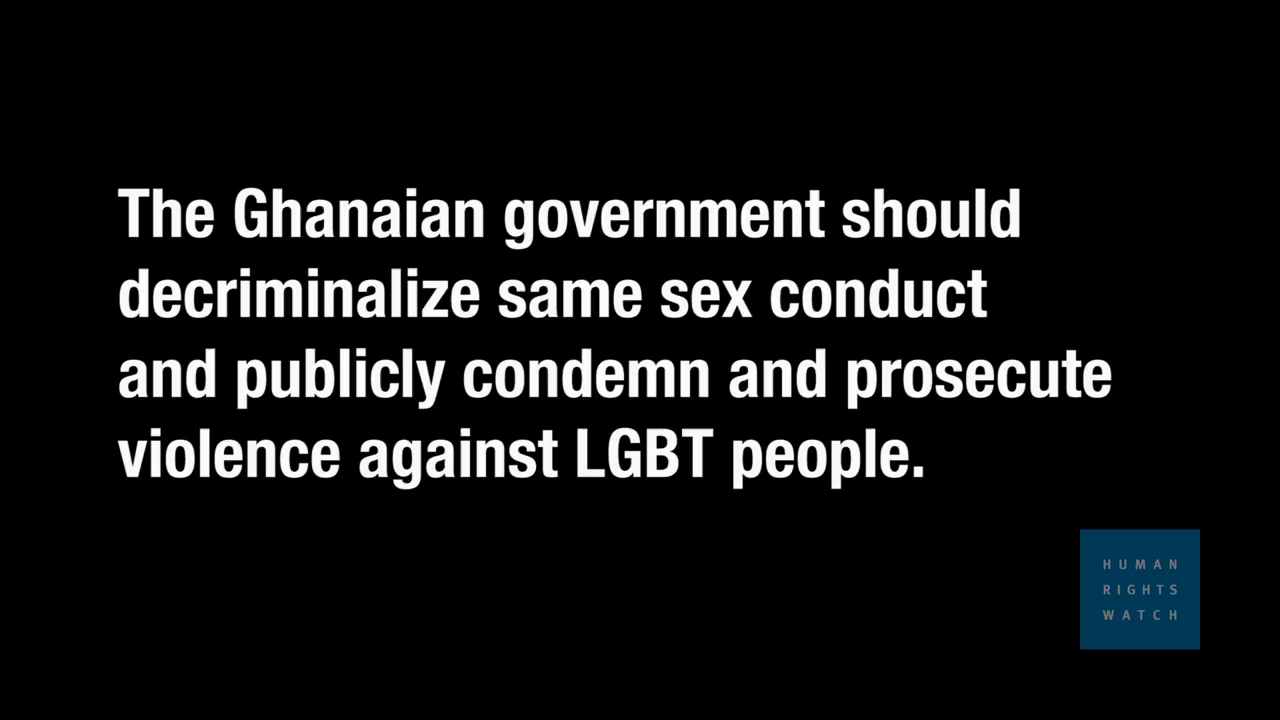 The Ghanaian government should
decriminalize same sex conduct
and publicly condemn and prosecute
violence against LGBT people.
HUMAN
RIGHTS
WATCH